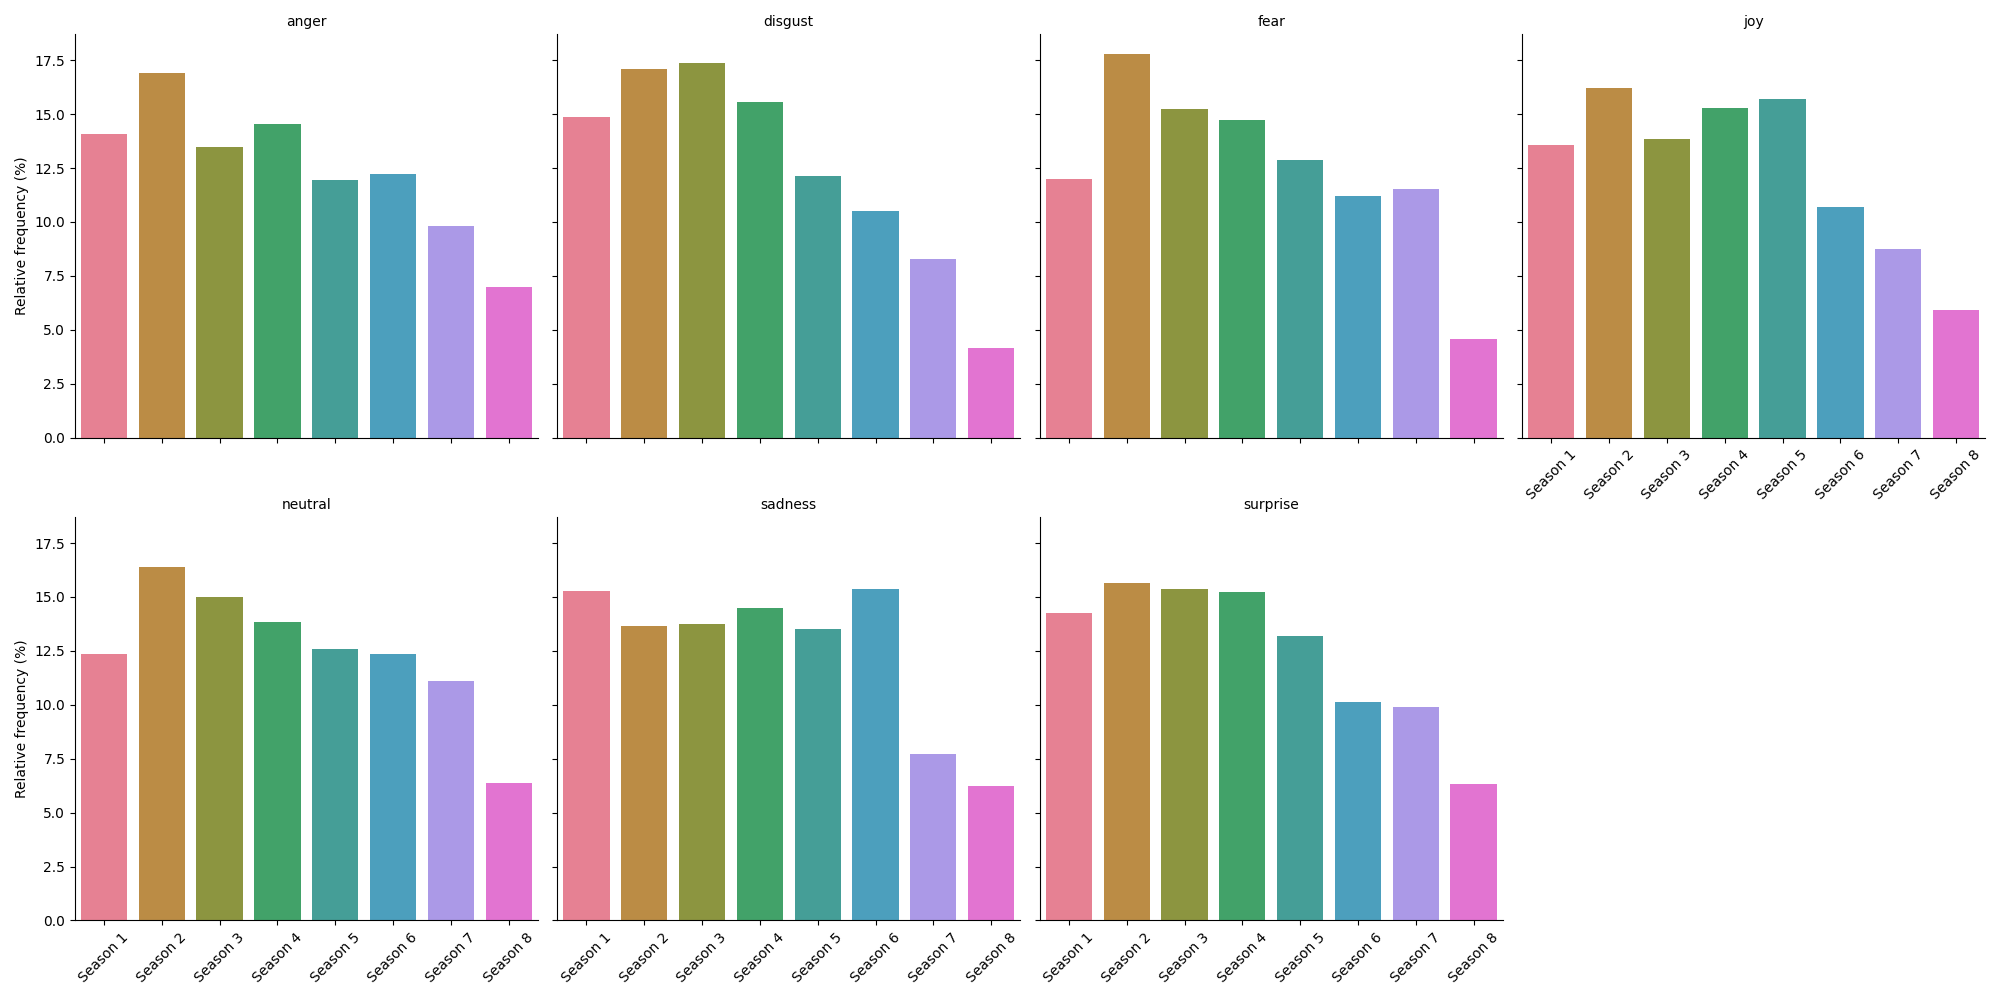 anger
disgust
fear
joy
Relative frequency (%)
17.5
15.0
12.5
10.0
7.5
5.0
2.5
0.0
Season 1
Season 2
Season 3
Season 4
Season 5
Season 6
Season 7
Season 8
neutral
sadness
surprise
Relative frequency (%)
17.5
15.0
12.5
10.0
7.5
5.0
2.5
0.0
Season 1
Season 2
Season 3
Season 4
Season 5
Season 6
Season 7
Season 8
Season 1
Season 2
Season 3
Season 4
Season 5
Season 6
Season 7
Season 8
Season 1
Season 2
Season 3
Season 4
Season 5
Season 6
Season 7
Season 8